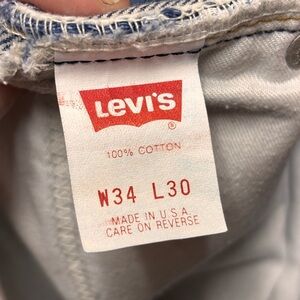 Levi's
®
100% COTTON
W34 L30
MADE IN U.S.A.
CARE ON REVERSE